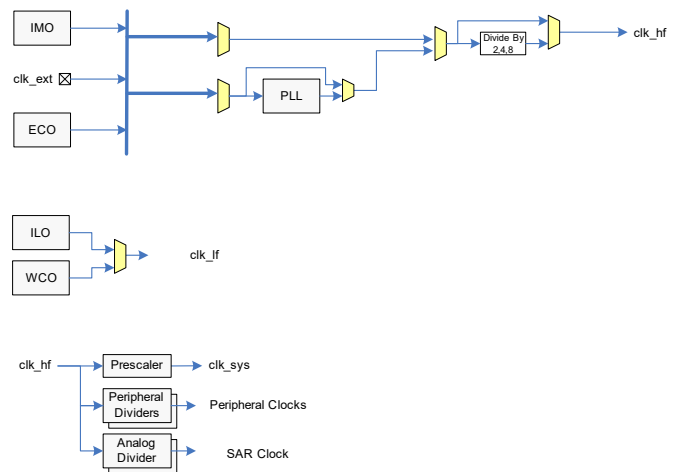 IMO
clk_ext
ECO
PLL
Divide By
2,4,8
clk_hf
ILO
WCO
clk_lf
clk_hf
Prescaler
clk_sys
Peripheral
Dividers
Peripheral Clocks
Analog
Divider
SAR Clock